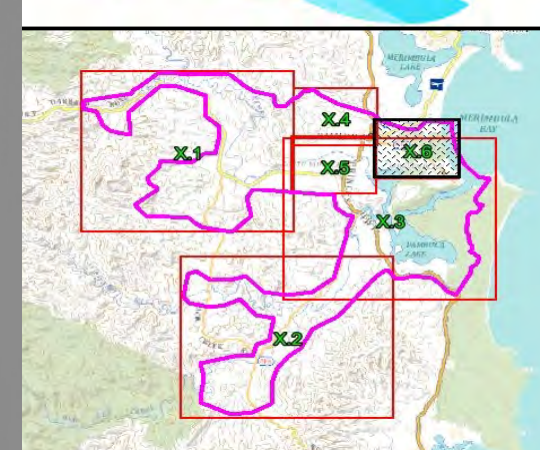 MERIMBULA
LAKE
MERIMBULA
BAY
X.4
X.1
X.6
X.5
X.3
PAMBULA
LAKE
X.2